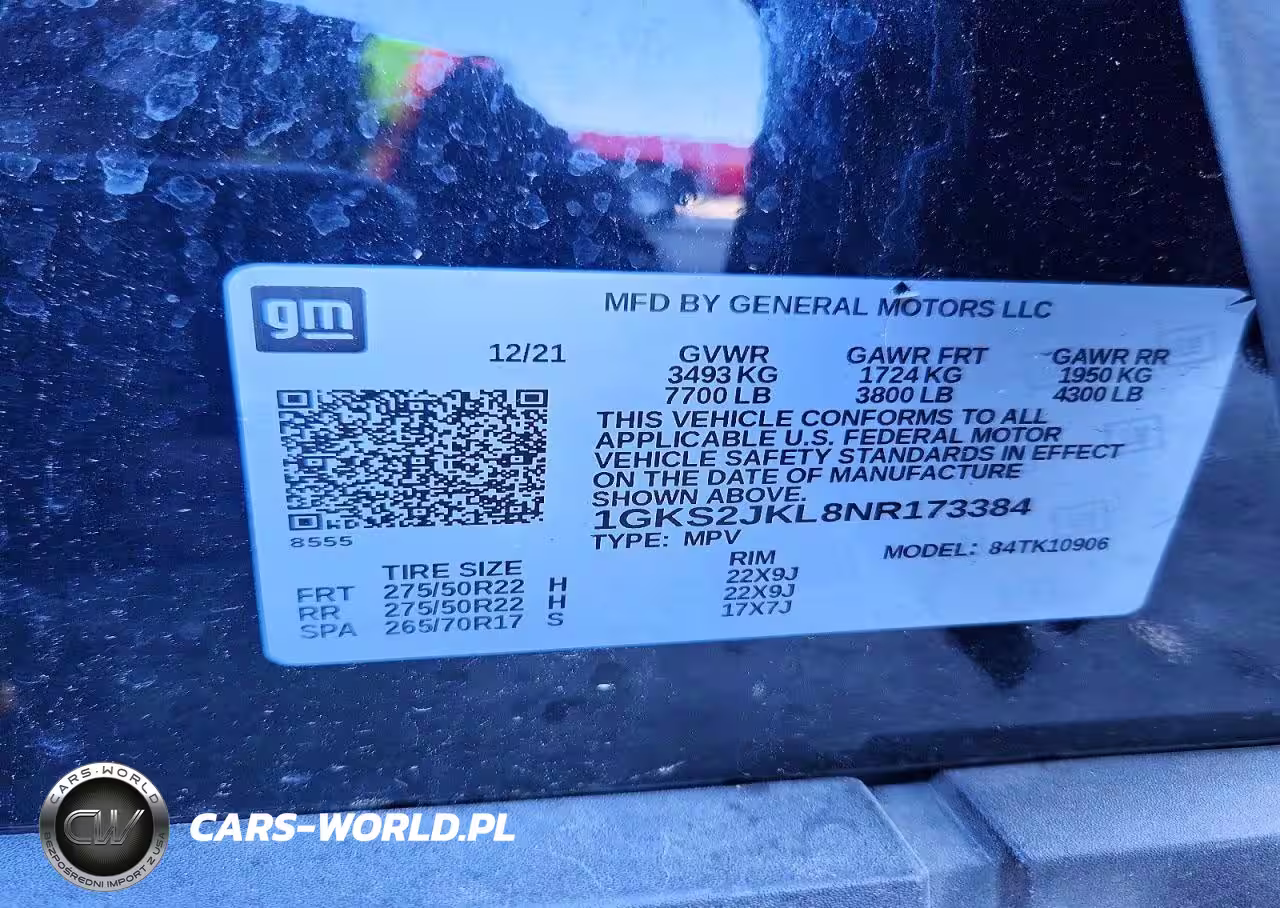 gm
MFD BY GENERAL MOTORS LLC
12/21
GVWR GAWR FRT GAWR RR
3493 KG 1724 KG 1950 KG
7700 LB 3800 LB 4300 LB
THIS VEHICLE CONFORMS TO ALL
APPLICABLE U.S. FEDERAL MOTOR
VEHICLE SAFETY STANDARDS IN EFFECT
ON THE DATE OF MANUFACTURE
SHOWN ABOVE.
1GKS2JKL8NR173384
8555
TYPE: MPV MODEL: 84TK10906
TIRE SIZE RIM
FRT 275/50R22 H 22X9J
RR 275/50R22 H 22X9J
SPA 265/70R17 S 17X7J
CARS-WORLD
CW
BEZPOŚREDNI IMPORT Z USA
CARS-WORLD.PL